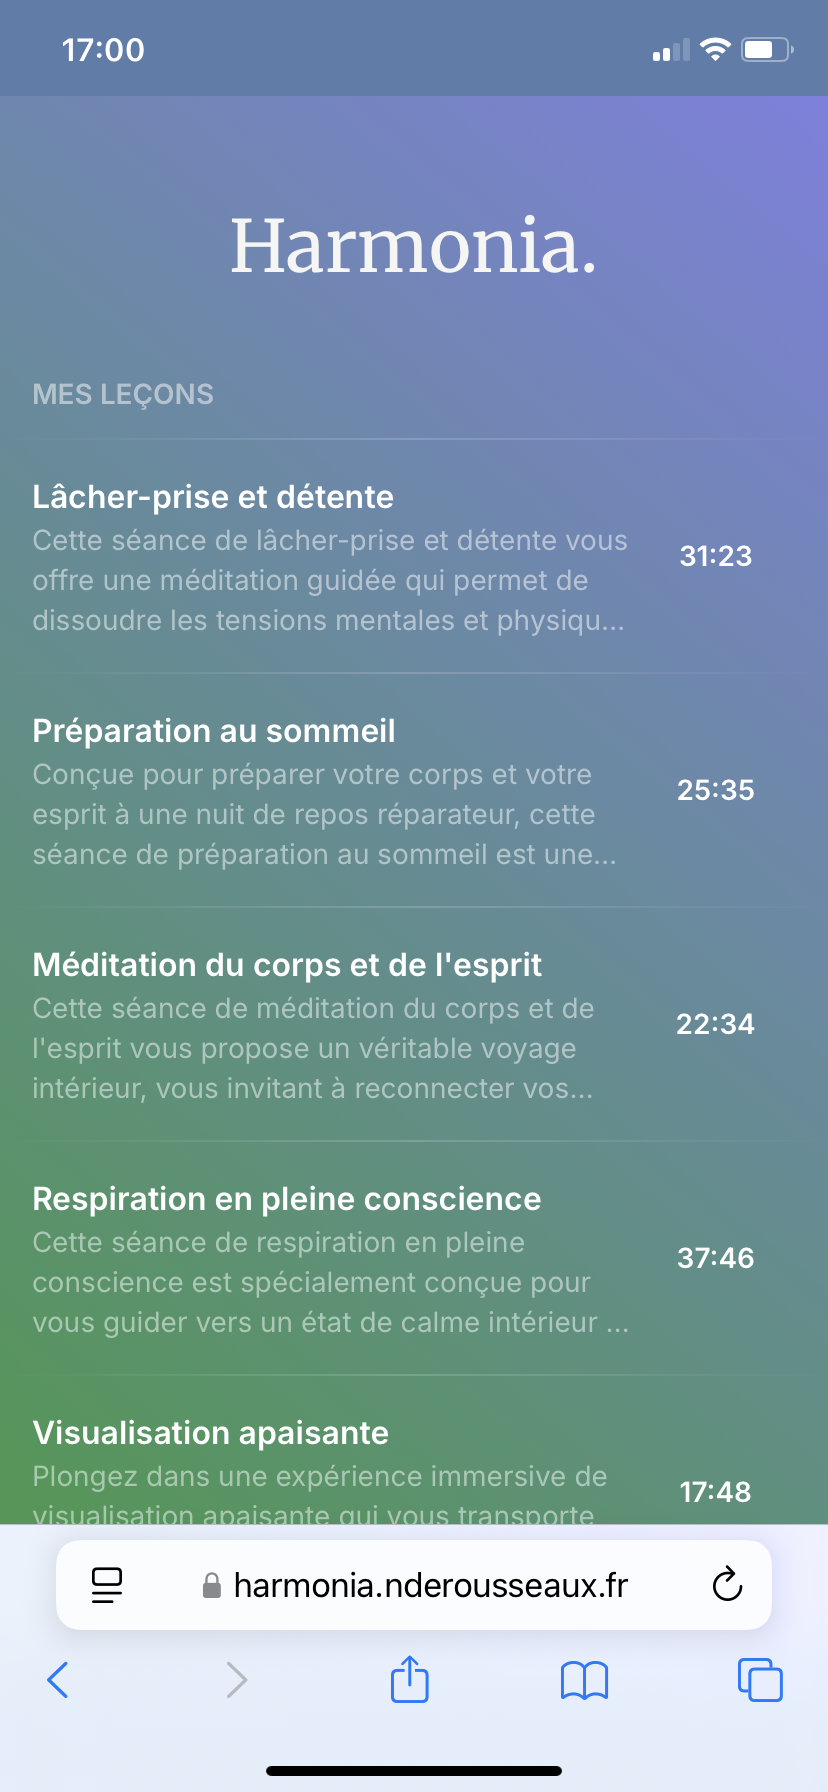 17:00
Harmonia.
MES LEÇONS
Lâcher-prise et détente
Cette séance de lâcher-prise et détente vous
offre une méditation guidée qui permet de
dissoudre les tensions mentales et physiqu...
31:23
Préparation au sommeil
Conçue pour préparer votre corps et votre
esprit à une nuit de repos réparateur, cette
séance de préparation au sommeil est une...
25:35
Méditation du corps et de l'esprit
Cette séance de méditation du corps et de
l'esprit vous propose un véritable voyage
intérieur, vous invitant à reconnecter vos...
22:34
Respiration en pleine conscience
Cette séance de respiration en pleine
conscience est spécialement conçue pour
vous guider vers un état de calme intérieur ...
37:46
Visualisation apaisante
Plongez dans une expérience immersive de
visualisation apaisante qui vous transporte
17:48
harmonia.nderousseaux.fr